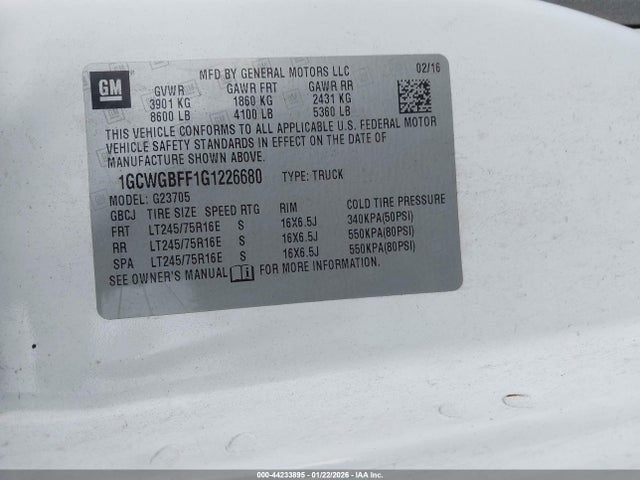 GM
MFD BY GENERAL MOTORS LLC 02/16
GVWR GAWR FRT GAWR RR
3901 KG 1860 KG 2431 KG
8600 LB 4100 LB 5360 LB
THIS VEHICLE CONFORMS TO ALL APPLICABLE U.S. FEDERAL MOTOR
VEHICLE SAFETY STANDARDS IN EFFECT ON THE DATE OF
MANUFACTURE SHOWN ABOVE.
1GCWGBFF1G1226680 TYPE: TRUCK
MODEL: G23705
GBCJ TIRE SIZE SPEED RTG RIM COLD TIRE PRESSURE
FRT LT245/75R16E S 16X6.5J 340KPA(50PSI)
RR LT245/75R16E S 16X6.5J 550KPA(80PSI)
SPA LT245/75R16E S 16X6.5J 550KPA(80PSI)
SEE OWNER'S MANUAL FOR MORE INFORMATION.
000-44233895 - 01/22/2026 - IAAI.COM